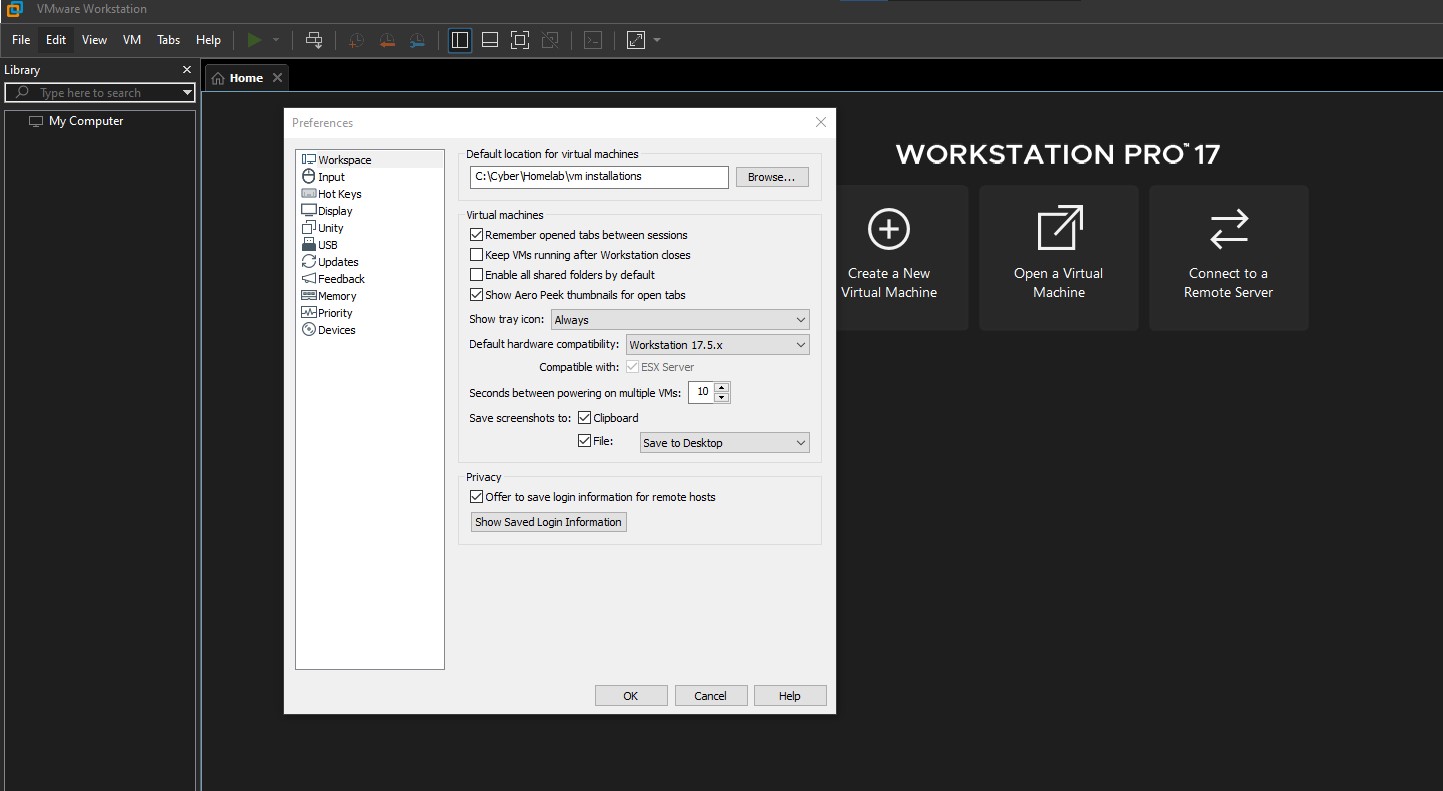 VMware Workstation
File Edit View VM Tabs Help
Library
Type here to search
My Computer
Home
Preferences
Workspace
Input
Hot Keys
Display
Unity
USB
Updates
Feedback
Memory
Priority
Devices
Default location for virtual machines
C:\Cyber\Homelab\vm installations
Browse...
Virtual machines
Remember opened tabs between sessions
Keep VMs running after Workstation closes
Enable all shared folders by default
Show Aero Peek thumbnails for open tabs
Show tray icon: Always
Default hardware compatibility: Workstation 17.5.x
Compatible with: ESX Server
Seconds between powering on multiple VMs: 10
Save screenshots to: Clipboard
File: Save to Desktop
Privacy
Offer to save login information for remote hosts
Show Saved Login Information
OK Cancel Help
WORKSTATION PRO™ 17
Create a New
Virtual Machine
Open a Virtual
Machine
Connect to a
Remote Server